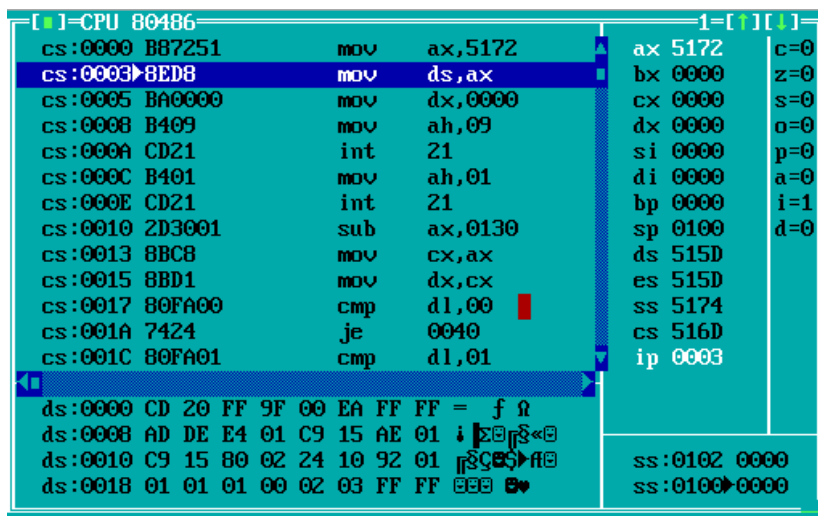 [■]=CPU 80486 1=[↑][↓]=
cs:0000 B87251 mov ax,5172 ax 5172 c=0
cs:0003►8ED8 mov ds,ax bx 0000 z=0
cs:0005 BA0000 mov dx,0000 cx 0000 s=0
cs:0008 B409 mov ah,09 dx 0000 o=0
cs:000A CD21 int 21 si 0000 p=0
cs:000C B401 mov ah,01 di 0000 a=0
cs:000E CD21 int 21 bp 0000 i=1
cs:0010 2D3001 sub ax,0130 sp 0100 d=0
cs:0013 8BC8 mov cx,ax ds 515D
cs:0015 8BD1 mov dx,cx es 515D
cs:0017 80FA00 cmp dl,00 ss 5174
cs:001A 7424 je 0040 cs 516D
cs:001C 80FA01 cmp dl,01 ip 0003
ds:0000 CD 20 FF 9F 00 EA FF FF = ƒ Ω
ds:0008 AD DE E4 01 C9 15 AE 01 ¡▐Σ☺╔§«☺
ds:0010 C9 15 80 02 24 10 92 01 ╔§Ç☻$►Æ☺ ss:0102 0000
ds:0018 01 01 01 00 02 03 FF FF ☺☺☺ ☻♥ ss:0100►0000